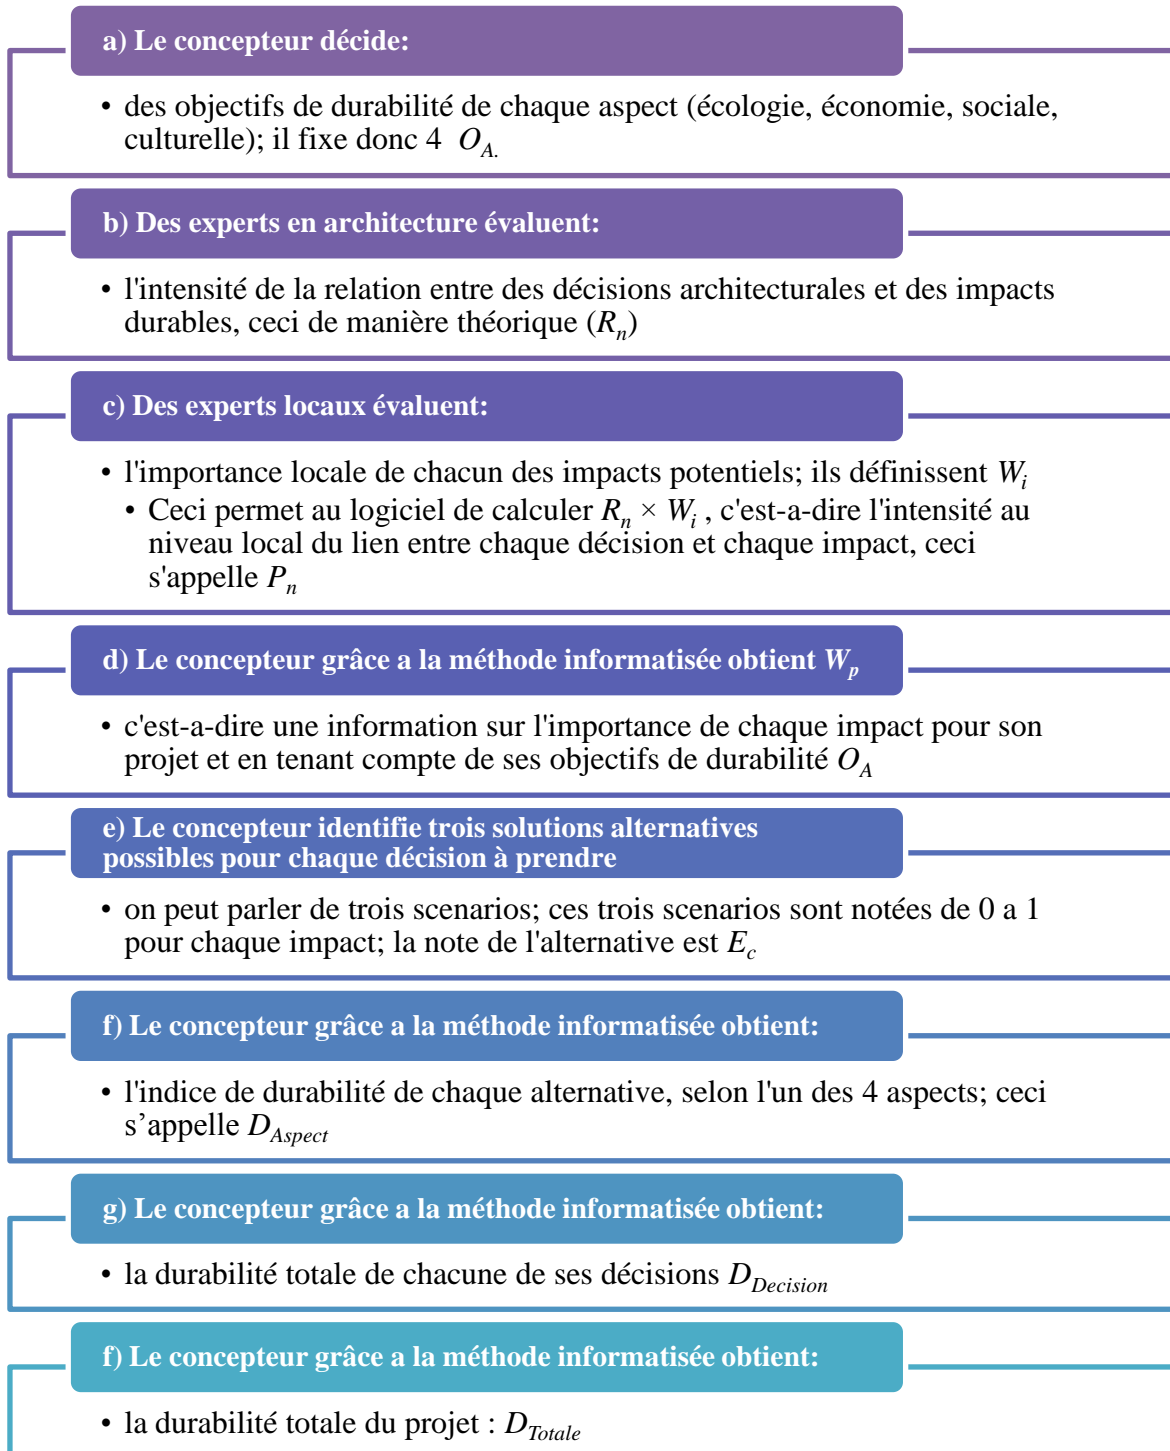 a) Le concepteur décide:
• des objectifs de durabilité de chaque aspect (écologie, économie, sociale,
culturelle); il fixe donc 4 O_A.
b) Des experts en architecture évaluent:
• l'intensité de la relation entre des décisions architecturales et des impacts
durables, ceci de manière théorique (R_n)
c) Des experts locaux évaluent:
• l'importance locale de chacun des impacts potentiels; ils définissent W_i
• Ceci permet au logiciel de calculer R_n × W_i , c'est-a-dire l'intensité au
niveau local du lien entre chaque décision et chaque impact, ceci
s'appelle P_n
d) Le concepteur grâce a la méthode informatisée obtient W_p
• c'est-a-dire une information sur l'importance de chaque impact pour son
projet et en tenant compte de ses objectifs de durabilité O_A
e) Le concepteur identifie trois solutions alternatives
possibles pour chaque décision à prendre
• on peut parler de trois scenarios; ces trois scenarios sont notées de 0 a 1
pour chaque impact; la note de l'alternative est E_c
f) Le concepteur grâce a la méthode informatisée obtient:
• l'indice de durabilité de chaque alternative, selon l'un des 4 aspects; ceci
s’appelle D_Aspect
g) Le concepteur grâce a la méthode informatisée obtient:
• la durabilité totale de chacune de ses décisions D_Decision
f) Le concepteur grâce a la méthode informatisée obtient:
• la durabilité totale du projet : D_Totale